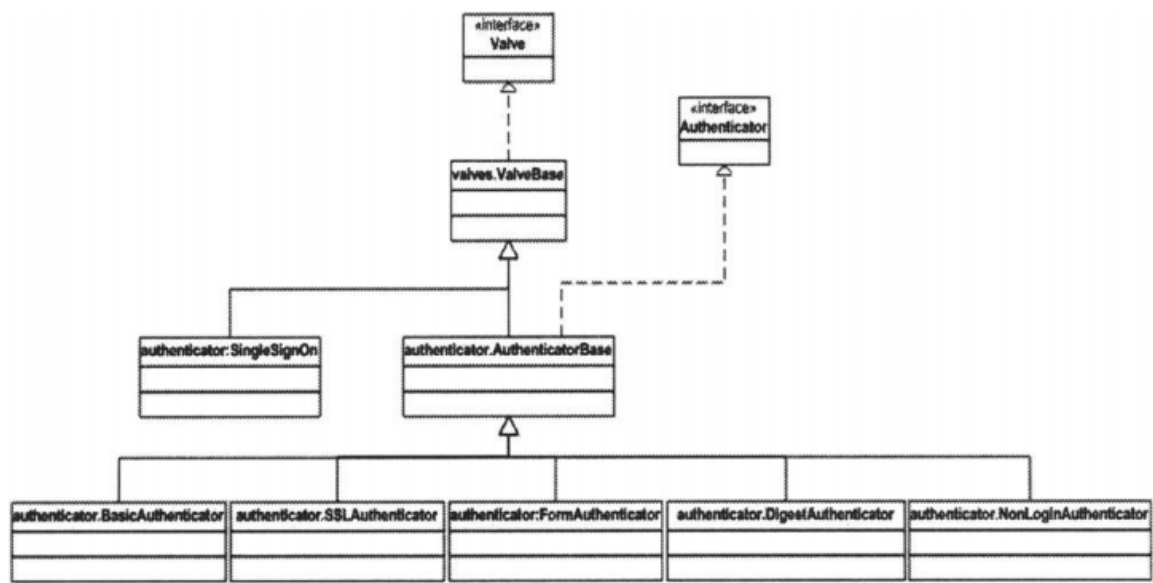 «interface»
Valve
«interface»
Authenticator
valves.ValveBase
authenticator:SingleSignOn
authenticator.AuthenticatorBase
authenticator.BasicAuthenticator
authenticator.SSLAuthenticator
authenticator:FormAuthenticator
authenticator.DigestAuthenticator
authenticator.NonLoginAuthenticator